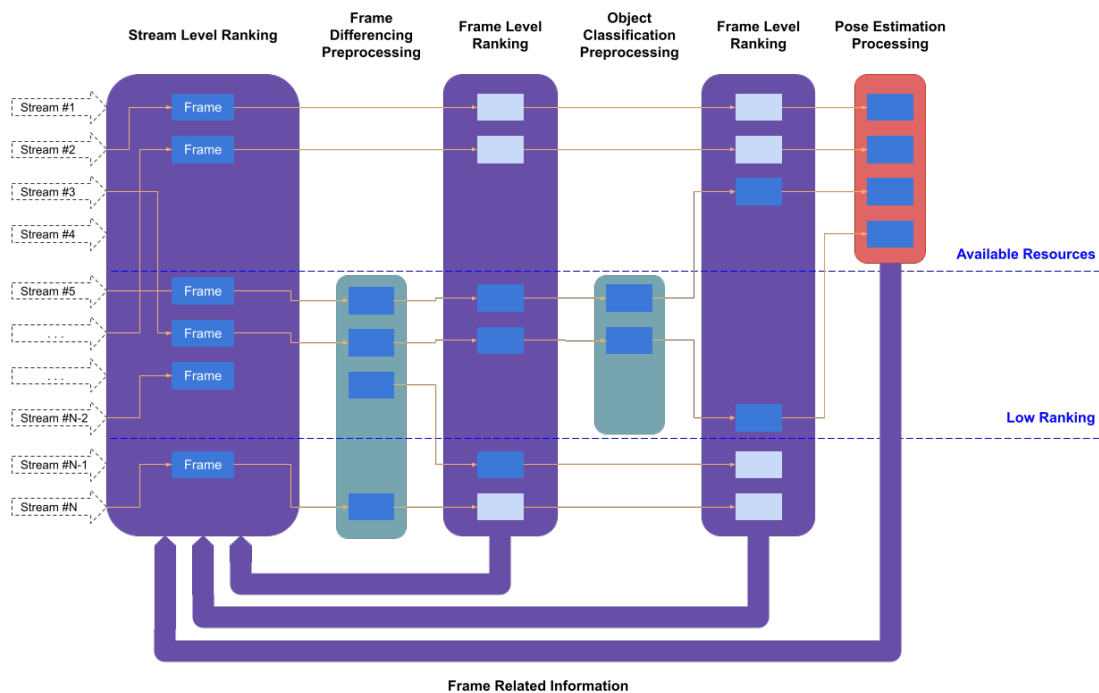 Stream Level Ranking
Frame
Differencing
Preprocessing
Frame Level
Ranking
Object
Classification
Preprocessing
Frame Level
Ranking
Pose Estimation
Processing
Stream #1
Frame
Stream #2
Frame
Stream #3
Stream #4
Available Resources
Stream #5
Frame
. . .
Frame
. . .
Frame
Stream #N-2
Low Ranking
Stream #N-1
Frame
Stream #N
Frame Related Information